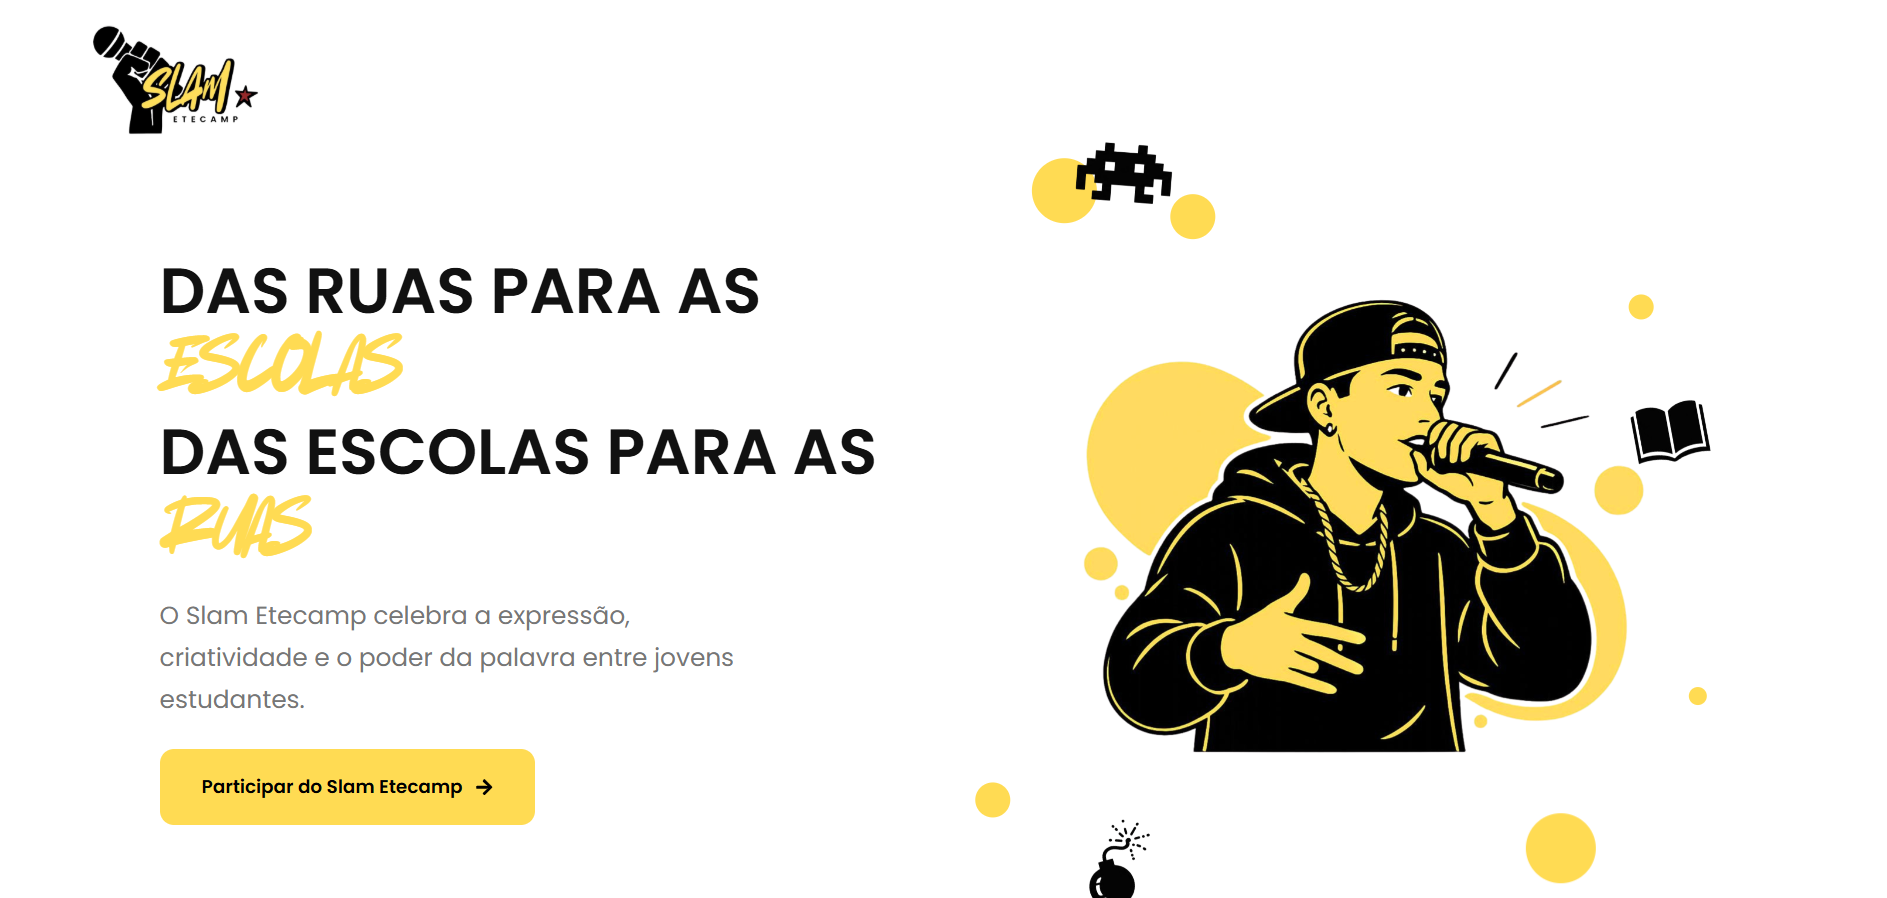 SLAM
ETECAMP
DAS RUAS PARA AS
ESCOLAS
DAS ESCOLAS PARA AS
RUAS
O Slam Etecamp celebra a expressão,
criatividade e o poder da palavra entre jovens
estudantes.
Participar do Slam Etecamp